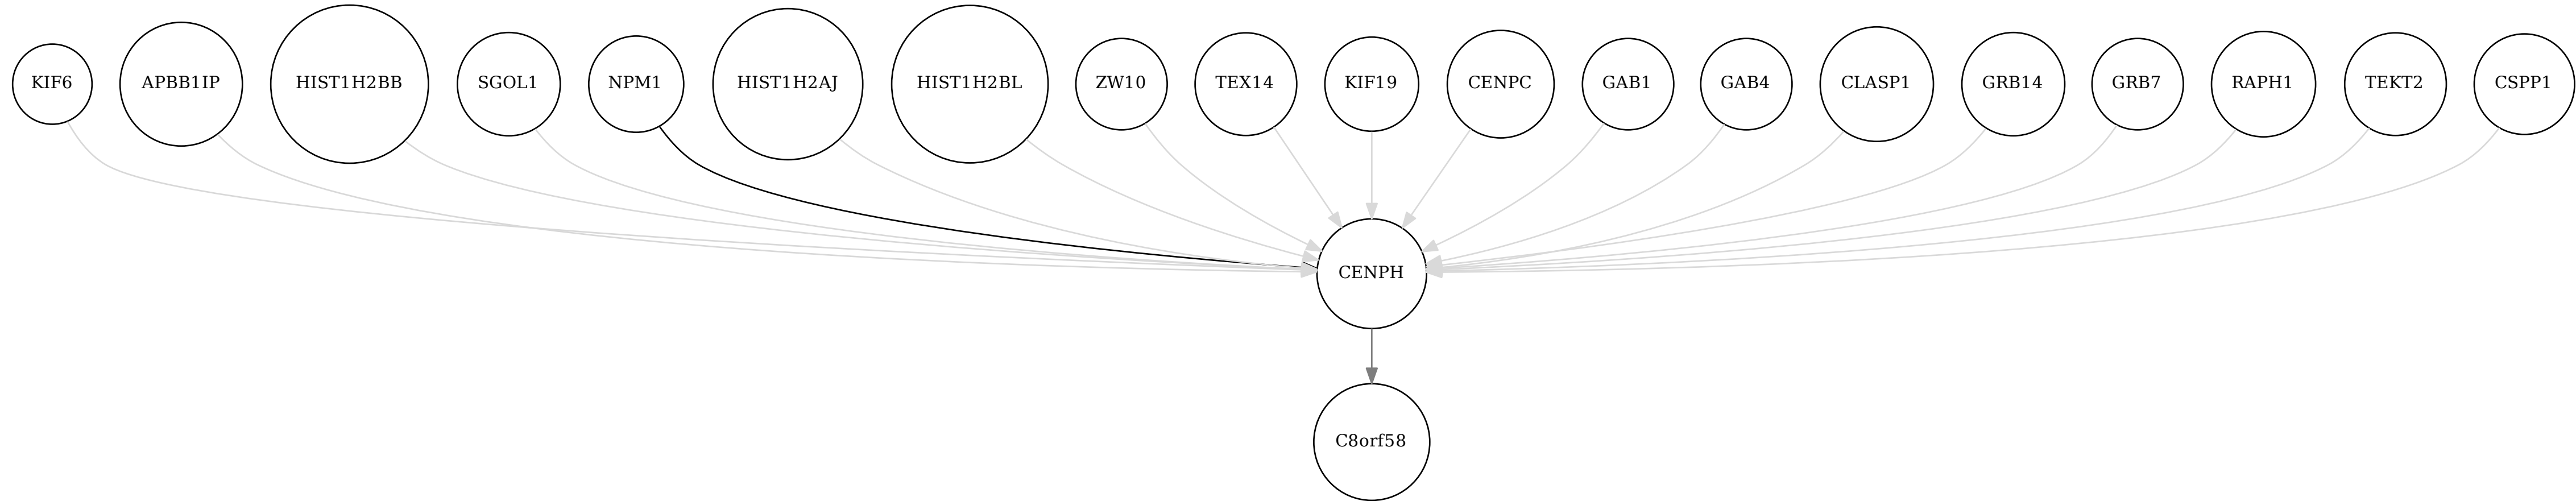 KIF6
APBB1IP
HIST1H2BB
SGOL1
NPM1
HIST1H2AJ
HIST1H2BL
ZW10
TEX14
KIF19
CENPC
GAB1
GAB4
CLASP1
GRB14
GRB7
RAPH1
TEKT2
CSPP1
CENPH
C8orf58